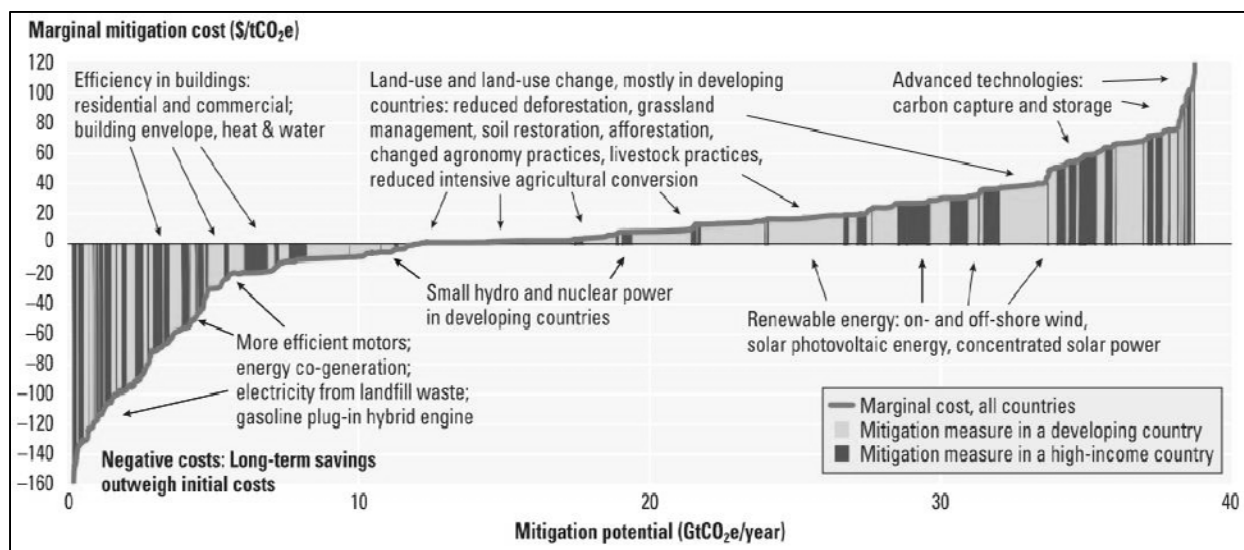 Marginal mitigation cost ($/tCO₂e)
120
100
80
60
40
20
0
−20
−40
−60
−80
−100
−120
−140
−160
Efficiency in buildings:
residential and commercial;
building envelope, heat & water
Land-use and land-use change, mostly in developing
countries: reduced deforestation, grassland
management, soil restoration, afforestation,
changed agronomy practices, livestock practices,
reduced intensive agricultural conversion
Advanced technologies:
carbon capture and storage
Small hydro and nuclear power
in developing countries
Renewable energy: on- and off-shore wind,
solar photovoltaic energy, concentrated solar power
More efficient motors;
energy co-generation;
electricity from landfill waste;
gasoline plug-in hybrid engine
Negative costs: Long-term savings
outweigh initial costs
Marginal cost, all countries
Mitigation measure in a developing country
Mitigation measure in a high-income country
0 10 20 30 40
Mitigation potential (GtCO₂e/year)